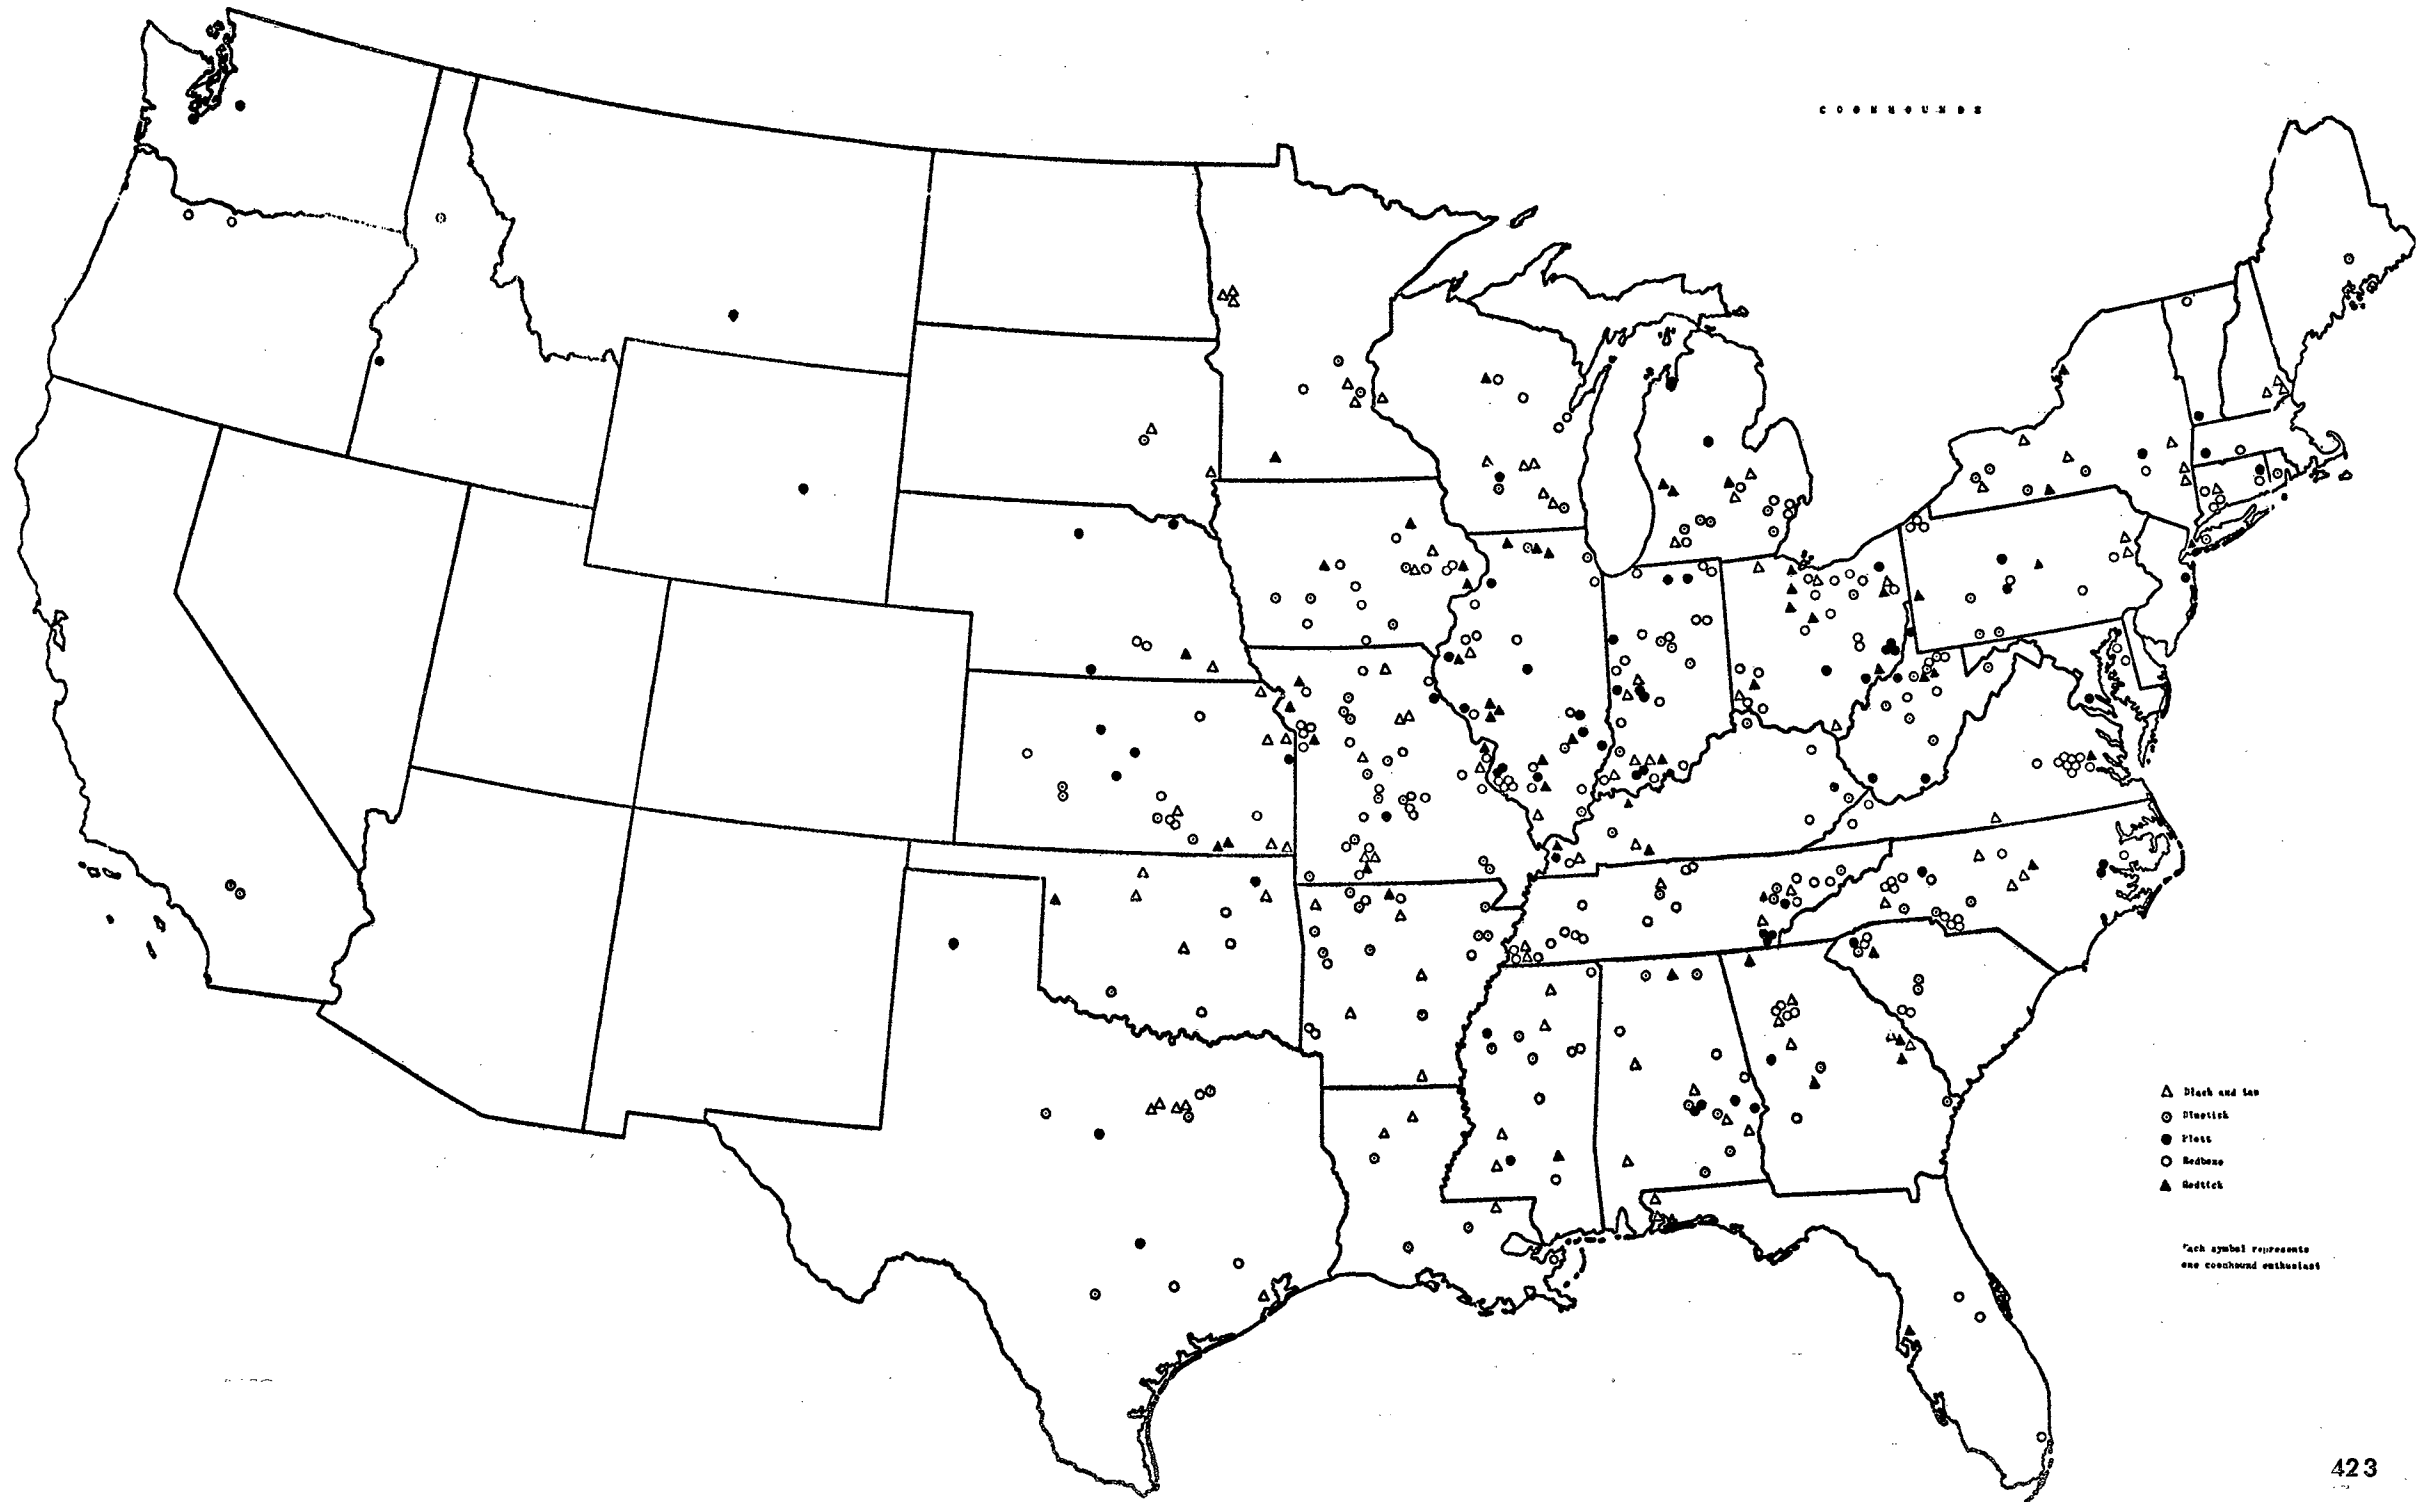 COONHOUNDS
Black and tan
Bluetick
Plott
Redbone
Redtick
Each symbol represents
one coonhound enthusiast
423